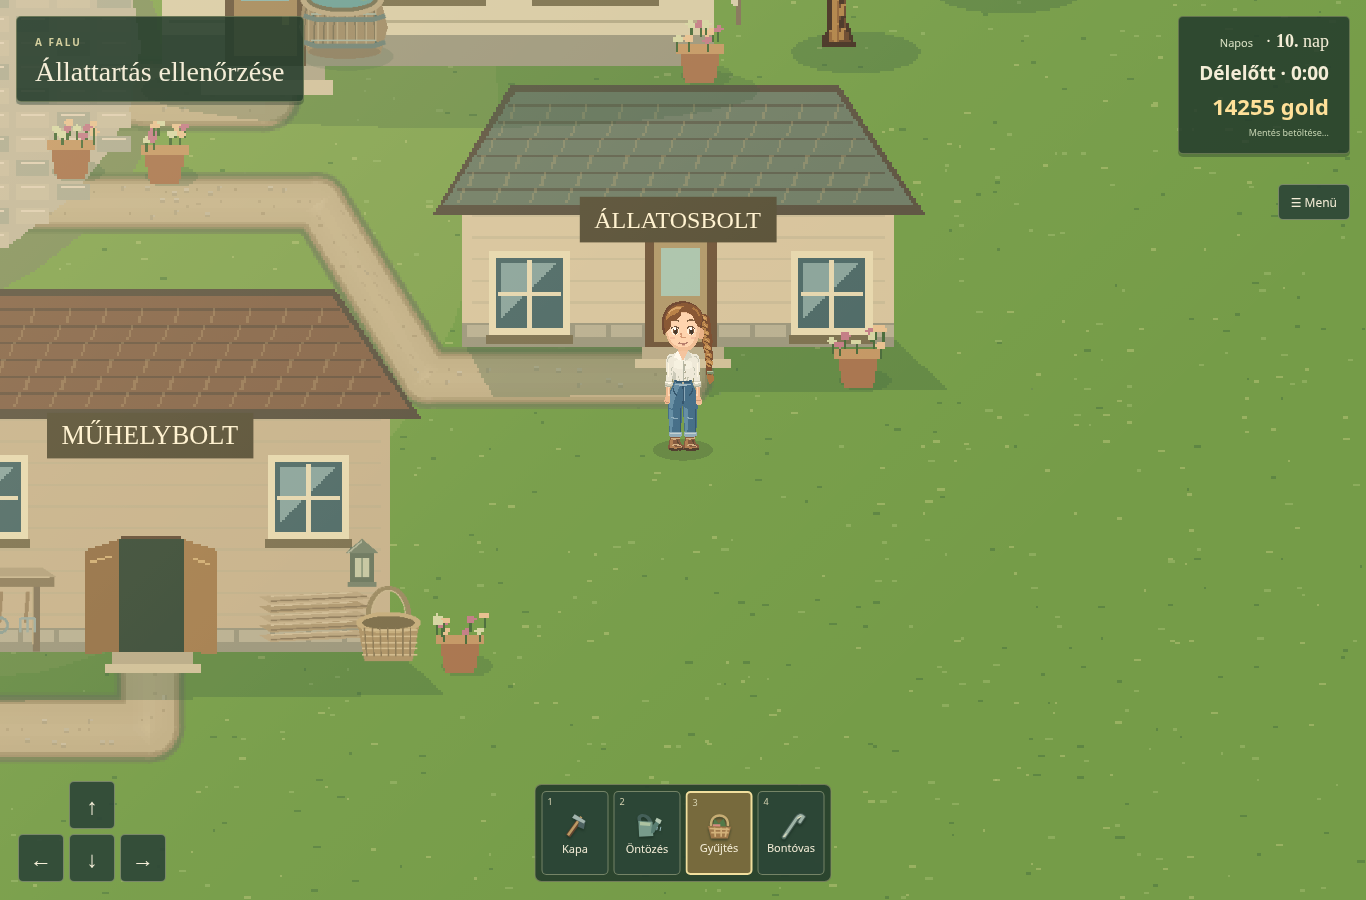 A FALU
Állattartás ellenőrzése
Napos · 10. nap
Délelőtt · 0:00
14255 gold
Mentés betöltése...
☰ Menü
ÁLLATOSBOLT
MŰHELYBOLT
↑
← ↓ →
1 2 3 4
Kapa Öntözés Gyűjtés Bontóvas